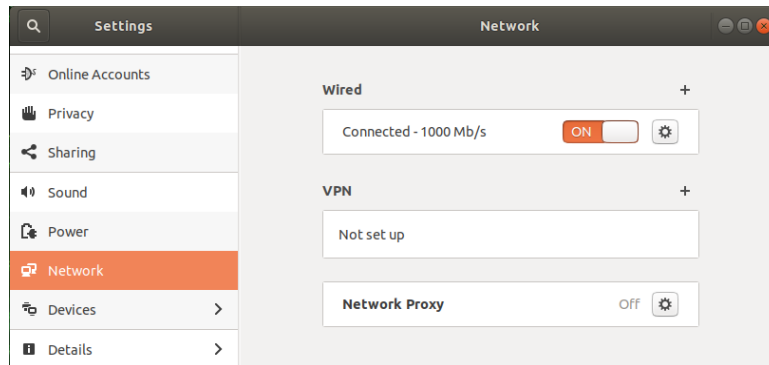 Settings
Network
Online Accounts
Privacy
Sharing
Sound
Power
Network
Devices
Details
Wired
Connected - 1000 Mb/s
ON
VPN
Not set up
Network Proxy
Off